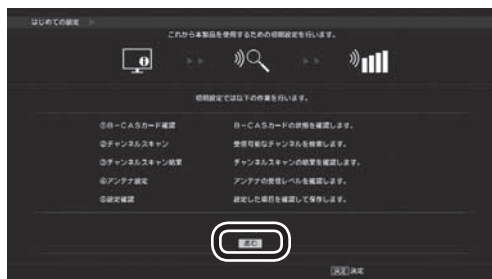 はじめての設定
これから本製品を使用するための初期設定を行います。
初期設定では以下の作業を行います。
①B-CASカード確認 B-CASカードの状態を確認します。
②チャンネルスキャン 受信可能なチャンネルを検索します。
③チャンネルスキャン結果 チャンネルスキャンの結果を確認します。
④アンテナ設定 アンテナの受信レベルを確認します。
⑤設定確認 設定した項目を確認して保存します。
進む
決定 決定